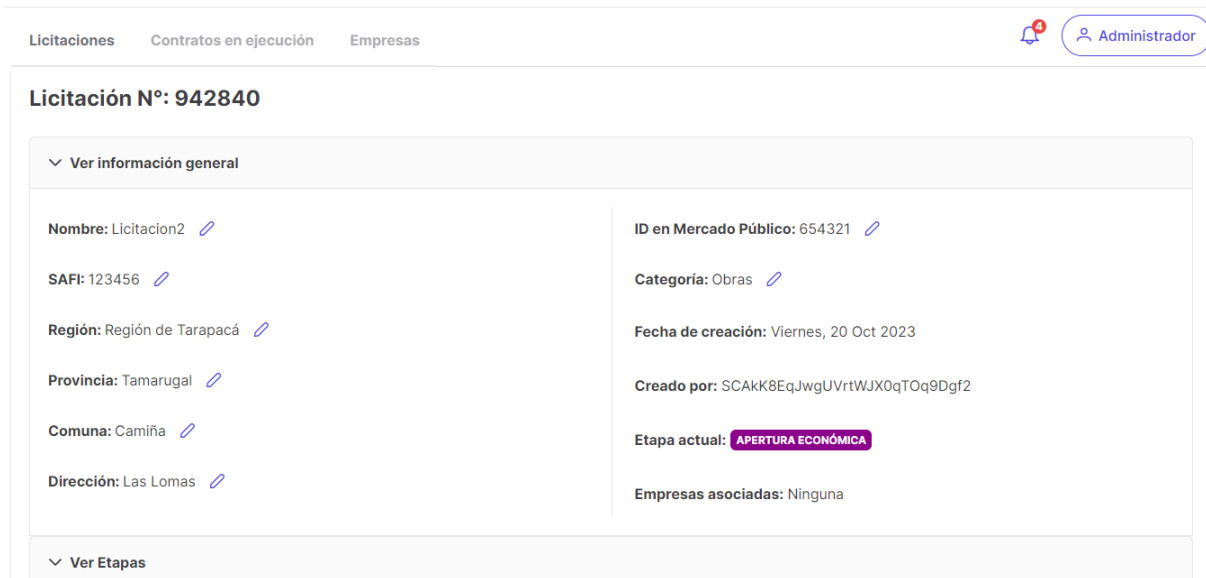 Licitaciones Contratos en ejecución Empresas
4
Administrador
Licitación N°: 942840
Ver información general
Nombre: Licitacion2
SAFI: 123456
Región: Región de Tarapacá
Provincia: Tamarugal
Comuna: Camiña
Dirección: Las Lomas
ID en Mercado Público: 654321
Categoría: Obras
Fecha de creación: Viernes, 20 Oct 2023
Creado por: SCAkK8EqJwgUVrtWJX0qTOq9Dgf2
Etapa actual: APERTURA ECONÓMICA
Empresas asociadas: Ninguna
Ver Etapas